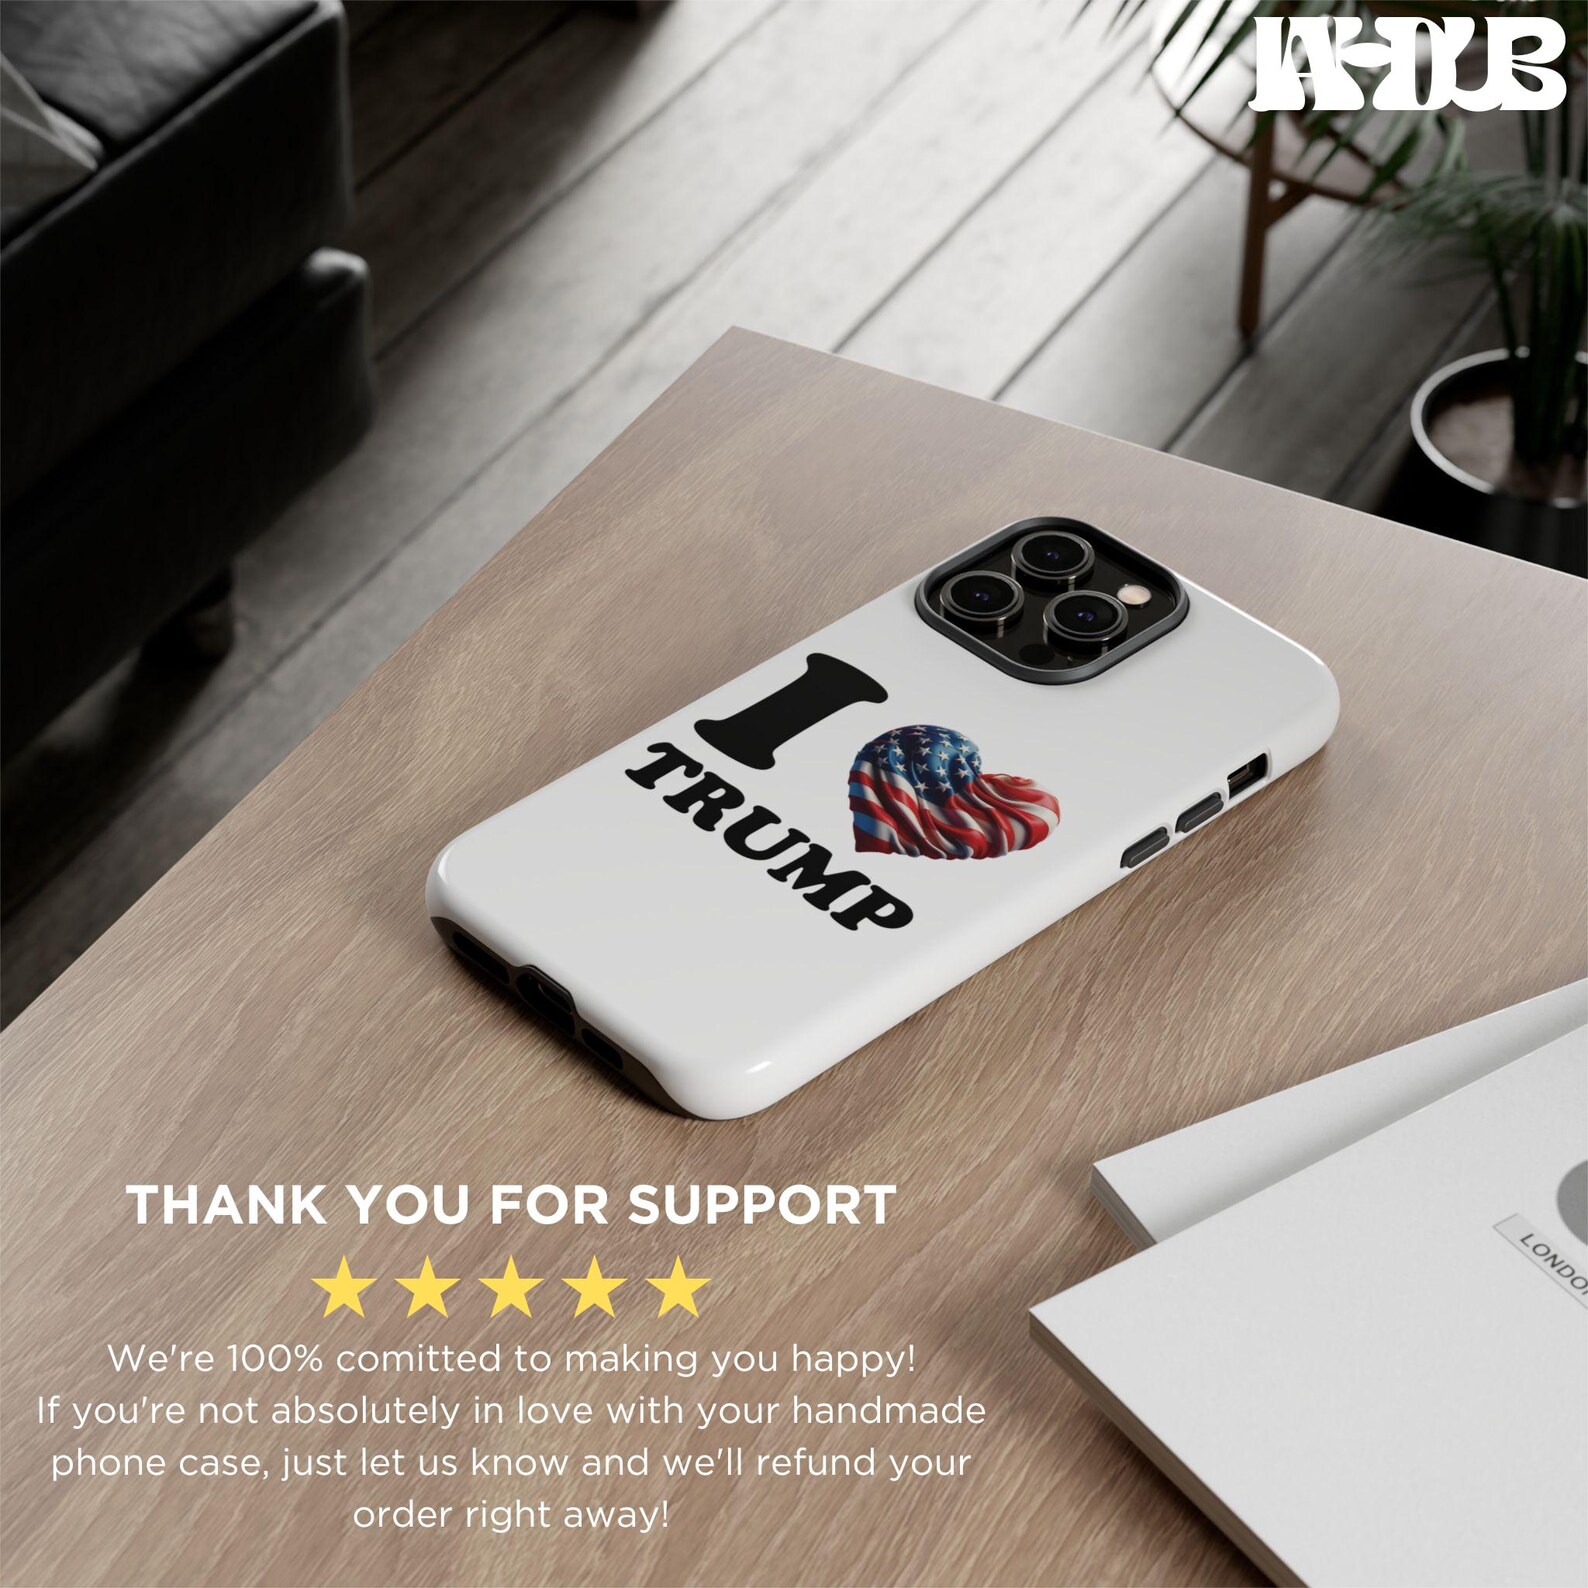 I
TRUMP
LONDO
THANK YOU FOR SUPPORT
We're 100% comitted to making you happy!
If you're not absolutely in love with your handmade
phone case, just let us know and we'll refund your
order right away!